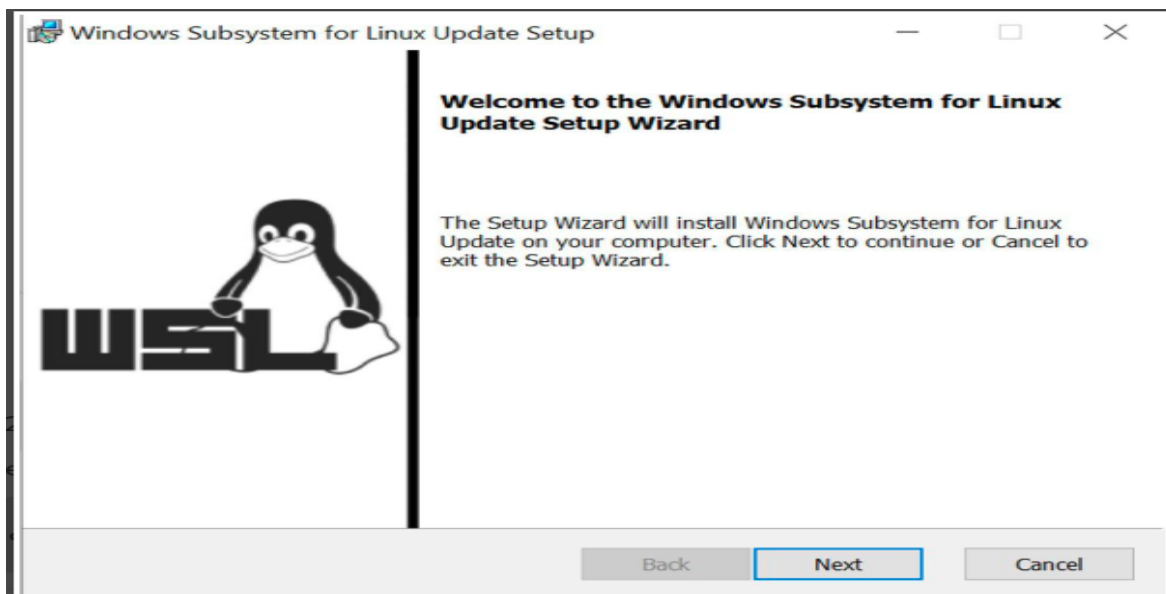 Windows Subsystem for Linux Update Setup
Welcome to the Windows Subsystem for Linux
Update Setup Wizard
The Setup Wizard will install Windows Subsystem for Linux
Update on your computer. Click Next to continue or Cancel to
exit the Setup Wizard.
WSL
Back
Next
Cancel